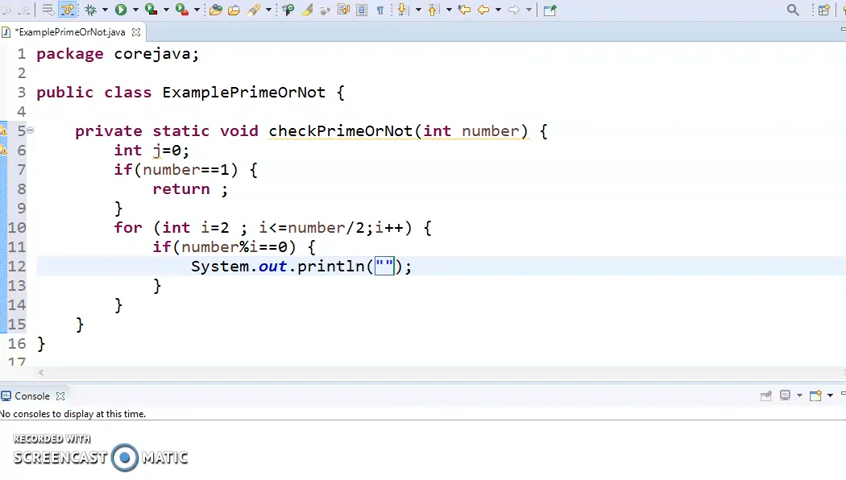 *ExamplePrimeOrNot.java
1 package corejava;
2
3 public class ExamplePrimeOrNot {
4
5 private static void checkPrimeOrNot(int number) {
6 int j=0;
7 if(number==1) {
8 return ;
9 }
10 for (int i=2 ; i<=number/2;i++) {
11 if(number%i==0) {
12 System.out.println("");
13 }
14 }
15 }
16 }
17
Console
No consoles to display at this time.
RECORDED WITH
SCREENCAST MATIC